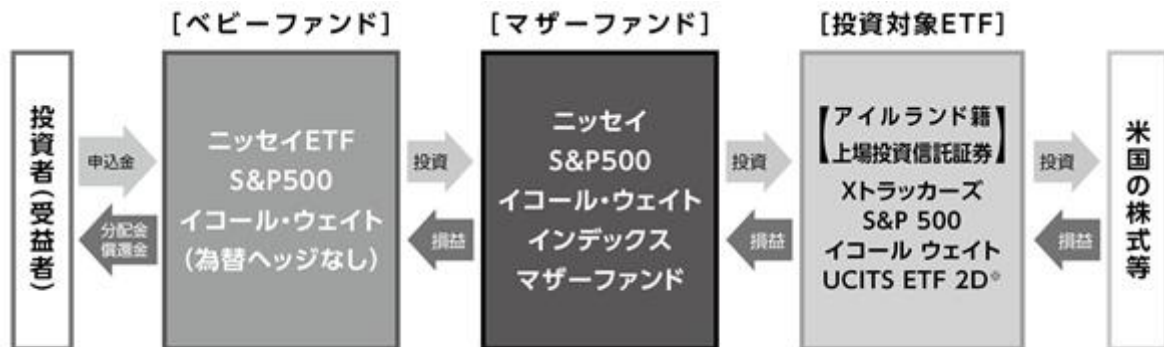 [ベビーファンド]
[マザーファンド]
[投資対象ETF]
投資者(受益者)
申込金
分配金
償還金
ニッセイETF
S&P500
イコール・ウェイト
(為替ヘッジなし)
投資
損益
ニッセイ
S&P500
イコール・ウェイト
インデックス
マザーファンド
投資
損益
【アイルランド籍
上場投資信託証券】
Xトラッカーズ
S&P 500
イコール ウェイト
UCITS ETF 2D※
投資
損益
米国の株式等